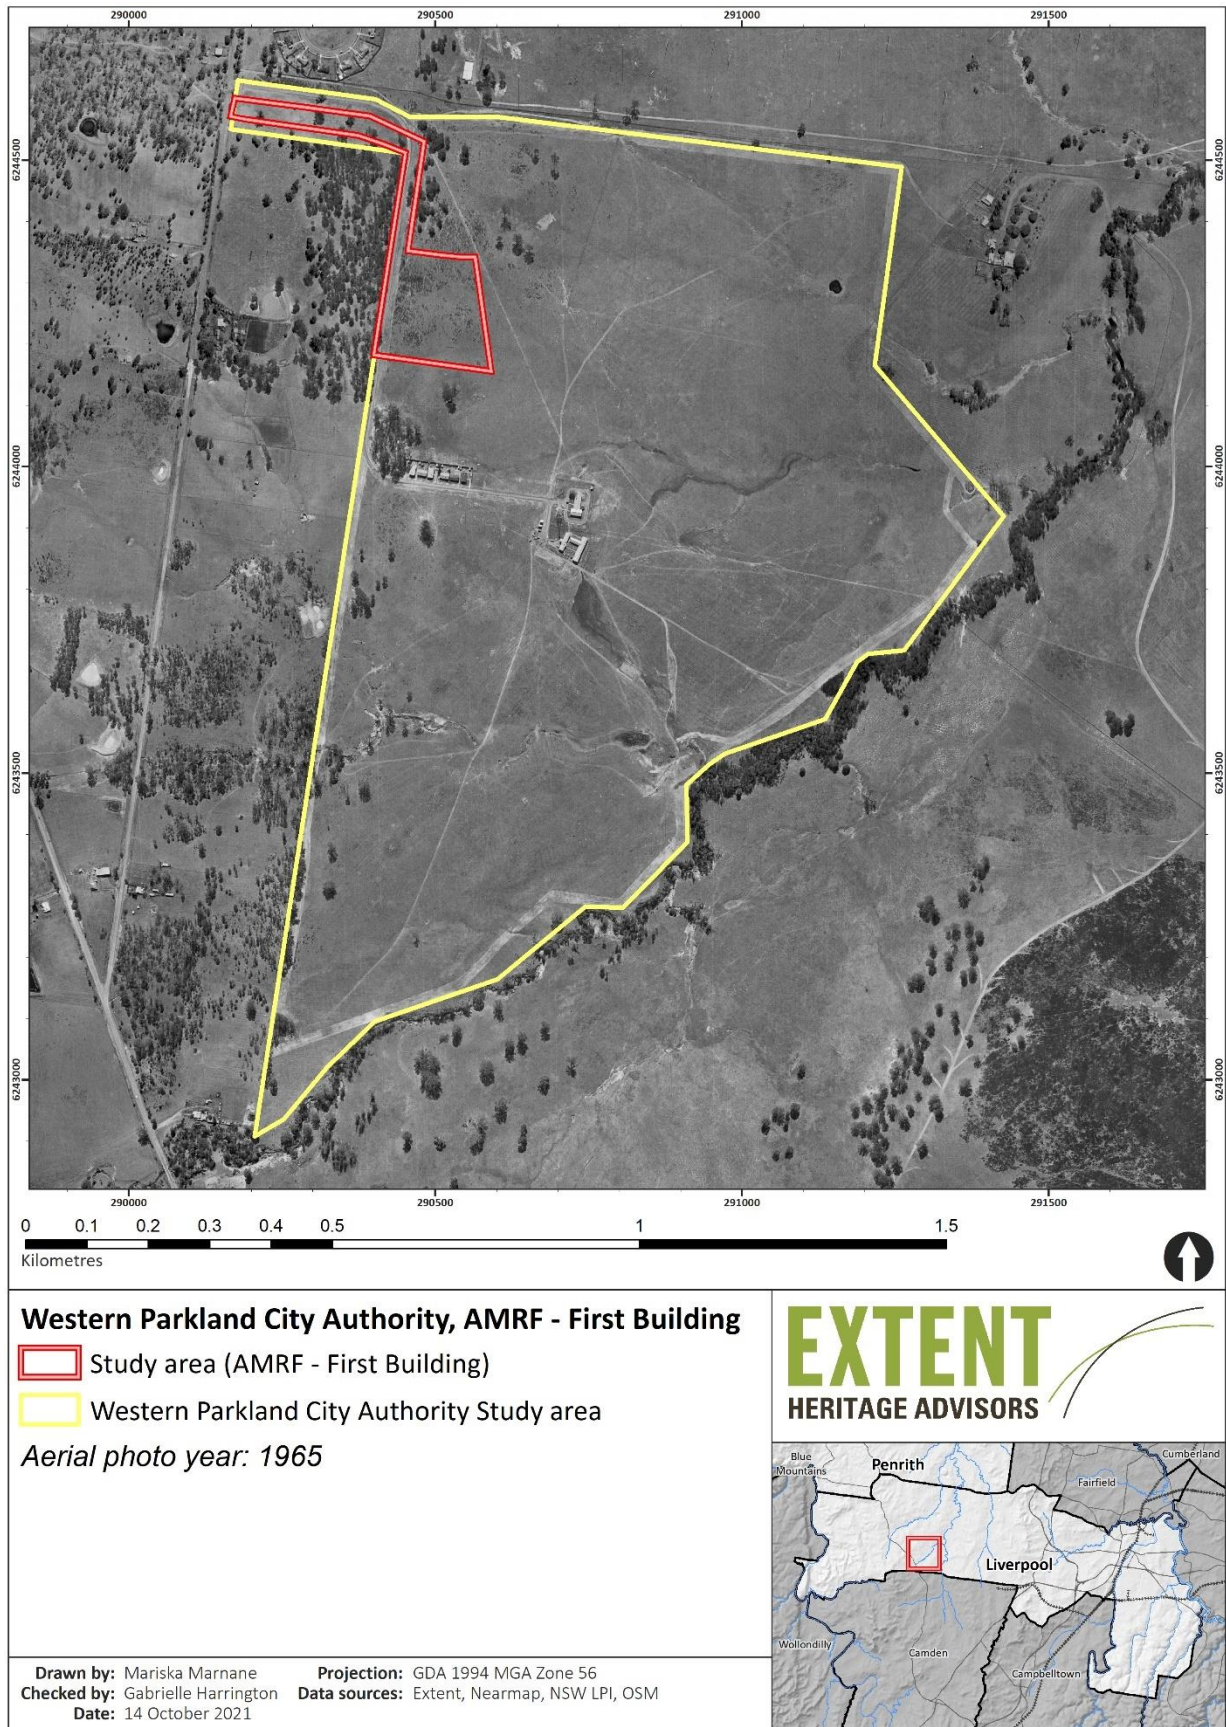 290000 290500 291000 291500
6244500 6244500
6244000 6244000
6243500 6243500
6243000 6243000
290000 290500 291000 291500
0 0.1 0.2 0.3 0.4 0.5 1 1.5
Kilometres
Western Parkland City Authority, AMRF - First Building
Study area (AMRF - First Building)
Western Parkland City Authority Study area
Aerial photo year: 1965
EXTENT
HERITAGE ADVISORS
Blue
Mountains
Penrith
Cumberland
Fairfield
Liverpool
Wollondilly
Camden
Campbelltown
Drawn by: Mariska Marnane Projection: GDA 1994 MGA Zone 56
Checked by: Gabrielle Harrington Data sources: Extent, Nearmap, NSW LPI, OSM
Date: 14 October 2021